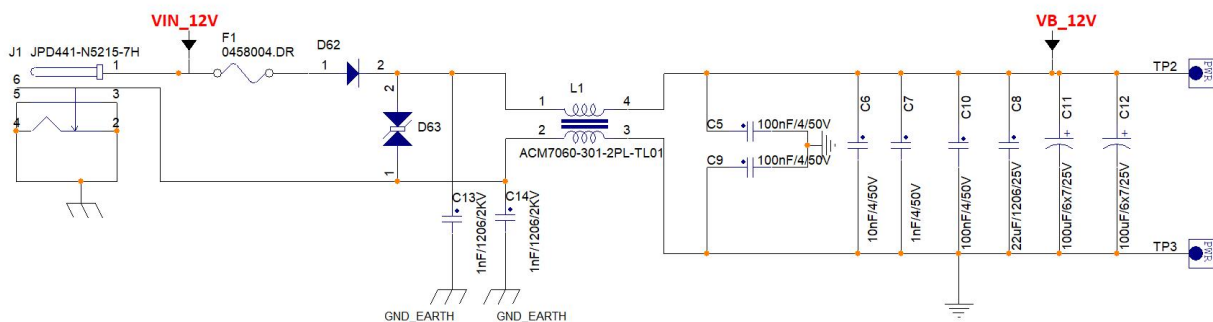 VIN_12V
VB_12V
J1 JPD441-N5215-7H
F1
0458004.DR
D62
1
1
2
TP2
PWR
6
5
3
4
2
2
D63
1
L1
1
4
2
3
ACM7060-301-2PL-TL01
C5
100nF/4/50V
C9
100nF/4/50V
C6
10nF/4/50V
C7
1nF/4/50V
C10
100nF/4/50V
C8
22uF/1206/25V
C11
+
100uF/6x7/25V
C12
+
100uF/6x7/25V
C13
1nF/1206/2KV
C14
1nF/1206/2KV
TP3
PWR
GND_EARTH
GND_EARTH